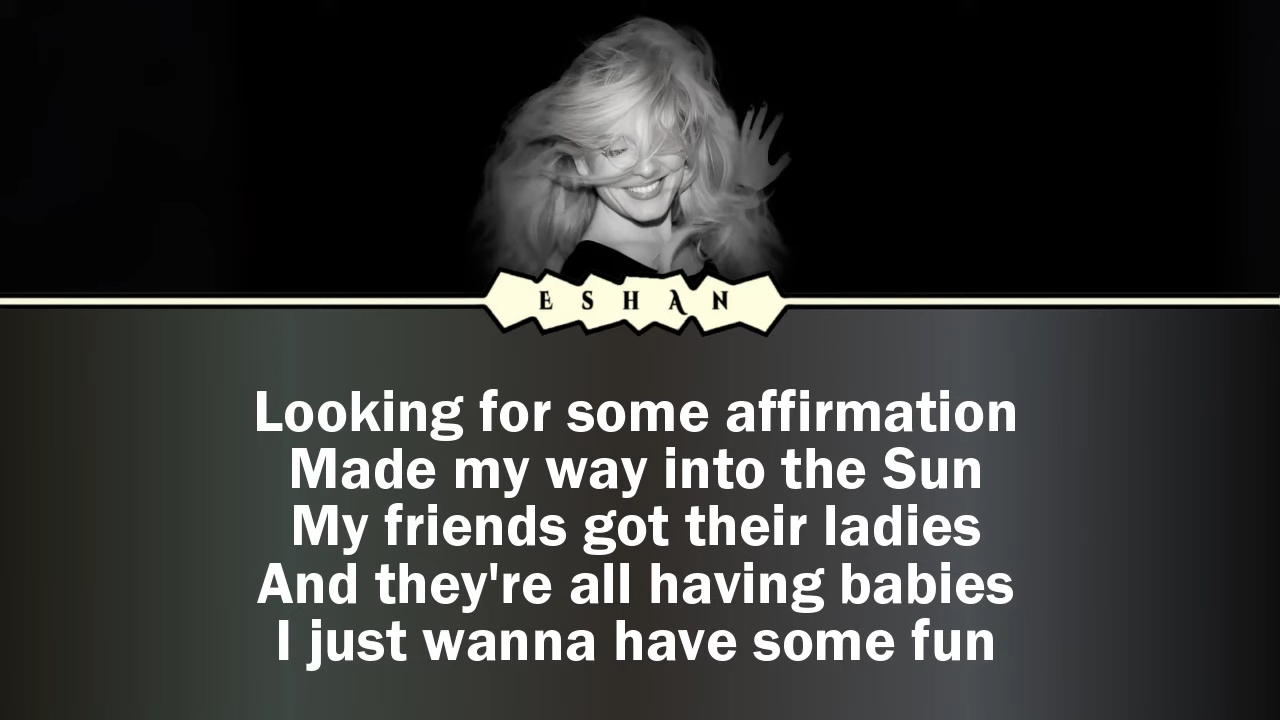 ESHAN
Looking for some affirmation
Made my way into the Sun
My friends got their ladies
And they're all having babies
I just wanna have some fun